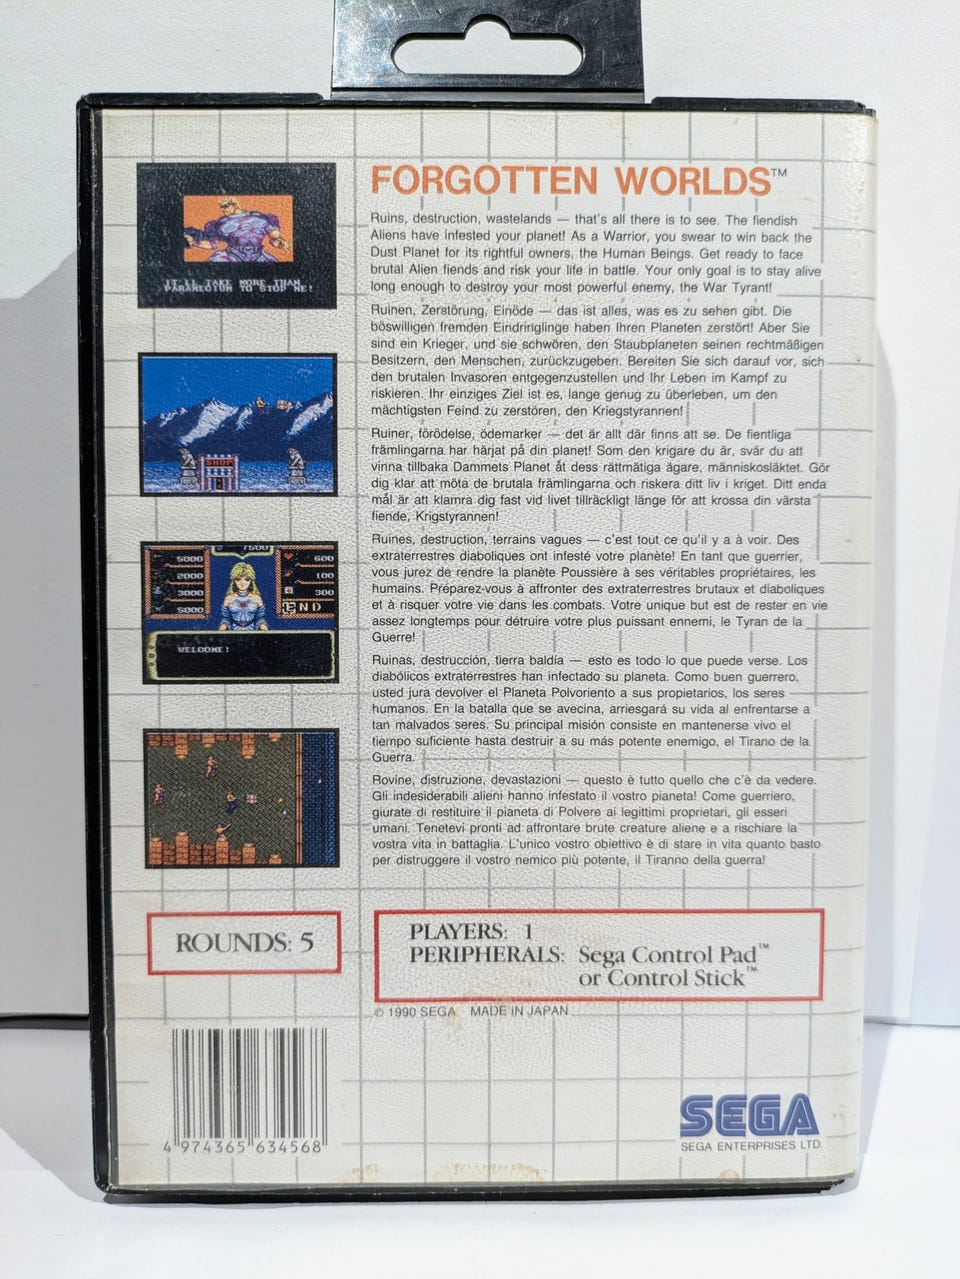 IT'LL TAKE MORE THAN
PARAMECIUM TO STOP ME!
SHOP
7500
5000
600
2000
100
3000
300
5000
END
WELCOME!
FORGOTTEN WORLDS™
Ruins, destruction, wastelands — that's all there is to see. The fiendish
Aliens have infested your planet! As a Warrior, you swear to win back the
Dust Planet for its rightful owners, the Human Beings. Get ready to face
brutal Alien fiends and risk your life in battle. Your only goal is to stay alive
long enough to destroy your most powerful enemy, the War Tyrant!
Ruinen, Zerstörung, Einöde — das ist alles, was es zu sehen gibt. Die
böswilligen fremden Eindringlinge haben Ihren Planeten zerstört! Aber Sie
sind ein Krieger, und sie schwören, den Staubplaneten seinen rechtmäßigen
Besitzern, den Menschen, zurückzugeben. Bereiten Sie sich darauf vor, sich
den brutalen Invasoren entgegenzustellen und Ihr Leben im Kampf zu
riskieren. Ihr einziges Ziel ist es, lange genug zu überleben, um den
mächtigsten Feind zu zerstören, den Kriegstyrannen!
Ruiner, förödelse, ödemarker — det är allt där finns att se. De fientliga
främlingarna har härjat på din planet! Som den krigare du är, svär du att
vinna tillbaka Dammets Planet åt dess rättmätiga ägare, människosläktet. Gör
dig klar att möta de brutala främlingarna och riskera ditt liv i kriget. Ditt enda
mål är att klamra dig fast vid livet tillräckligt länge för att krossa din värsta
fiende, Krigstyrannen!
Ruines, destruction, terrains vagues — c'est tout ce qu'il y a à voir. Des
extraterrestres diaboliques ont infesté votre planète! En tant que guerrier,
vous jurez de rendre la planète Poussière à ses véritables propriétaires, les
humains. Préparez-vous à affronter des extraterrestres brutaux et diaboliques
et à risquer votre vie dans les combats. Votre unique but est de rester en vie
assez longtemps pour détruire votre plus puissant ennemi, le Tyran de la
Guerre!
Ruinas, destrucción, tierra baldía — esto es todo lo que puede verse. Los
diabólicos extraterrestres han infectado su planeta. Como buen guerrero,
usted jura devolver el Planeta Polvoriento a sus propietarios, los seres
humanos. En la batalla que se avecina, arriesgará su vida al enfrentarse a
tan malvados seres. Su principal misión consiste en mantenerse vivo el
tiempo suficiente hasta destruir a su más potente enemigo, el Tirano de la
Guerra.
Rovine, distruzione, devastazioni — questo è tutto quello che c'è da vedere.
Gli indesiderabili alieni hanno infestato il vostro pianeta! Come guerriero,
giurate di restituire il pianeta di Polvere ai legittimi proprietari, gli esseri
umani. Tenetevi pronti ad affrontare brute creature aliene e a rischiare la
vostra vita in battaglia. L'unico vostro obiettivo è di stare in vita quanto basto
per distruggere il vostro nemico più potente, il Tiranno della guerra!
ROUNDS: 5
PLAYERS: 1
PERIPHERALS: Sega Control Pad™
or Control Stick™
© 1990 SEGA MADE IN JAPAN
4 974365 634568
SEGA
SEGA ENTERPRISES LTD.